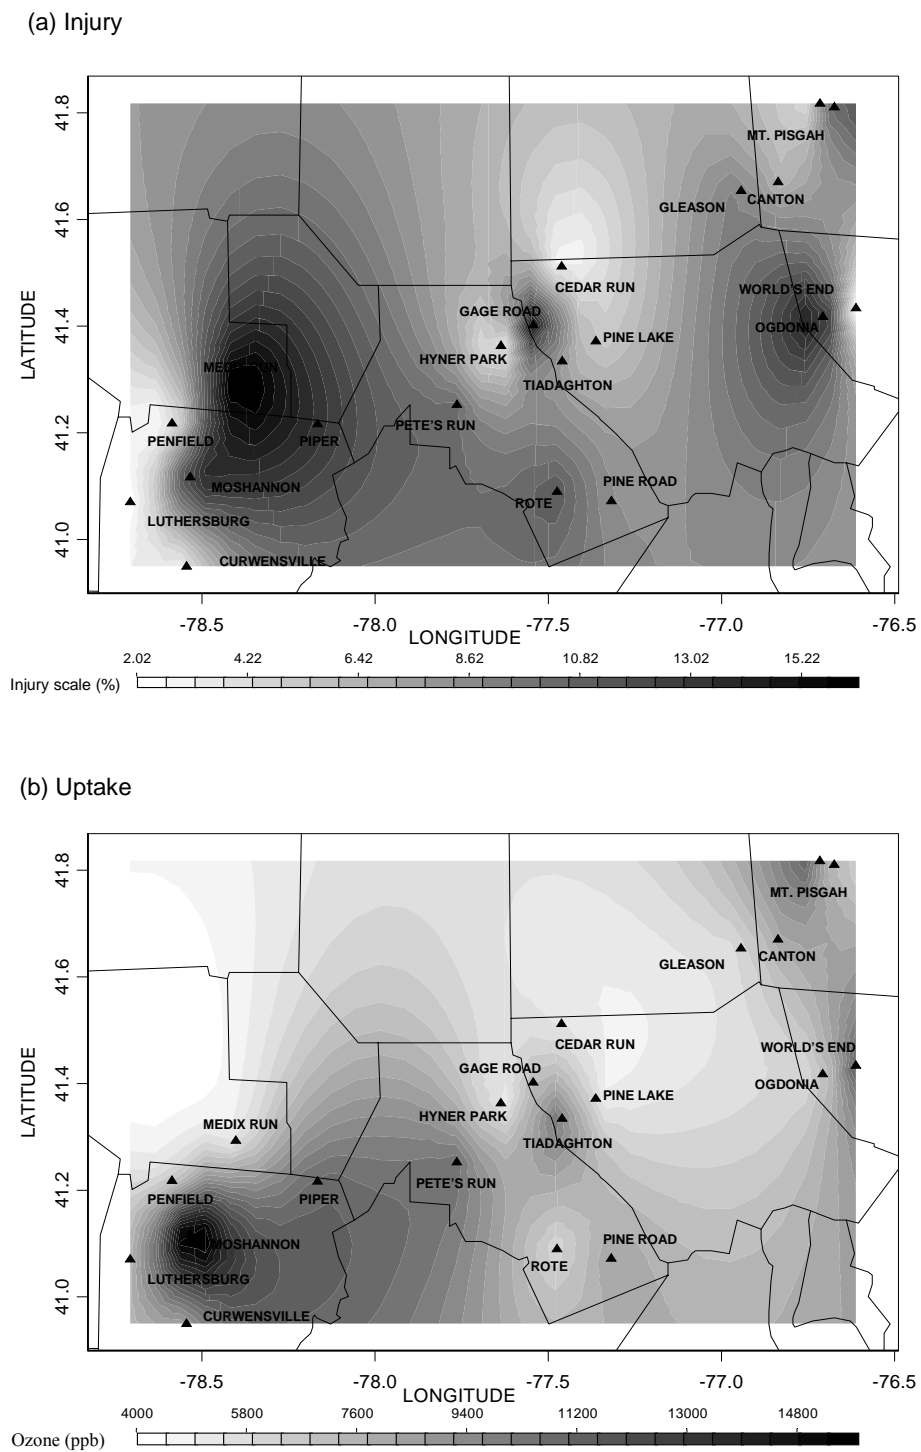 (a) Injury
41.8
MT. PISGAH
41.6
GLEASON
CANTON
CEDAR RUN
WORLD'S END
LATITUDE
41.4
GAGE ROAD
OGDONIA
PINE LAKE
HYNER PARK
MEDIX RUN
TIADAGHTON
41.2
PENFIELD
PIPER
PETE'S RUN
MOSHANNON
PINE ROAD
ROTE
LUTHERSBURG
41.0
CURWENSVILLE
-78.5 -78.0 -77.5 -77.0 -76.5
LONGITUDE
2.02 4.22 6.42 8.62 10.82 13.02 15.22
Injury scale (%)
(b) Uptake
41.8
MT. PISGAH
41.6
GLEASON
CANTON
CEDAR RUN
WORLD'S END
LATITUDE
41.4
GAGE ROAD
OGDONIA
PINE LAKE
HYNER PARK
MEDIX RUN
TIADAGHTON
41.2
PENFIELD
PIPER
PETE'S RUN
MOSHANNON
PINE ROAD
ROTE
LUTHERSBURG
41.0
CURWENSVILLE
-78.5 -78.0 -77.5 -77.0 -76.5
LONGITUDE
4000 5800 7600 9400 11200 13000 14800
Ozone (ppb)